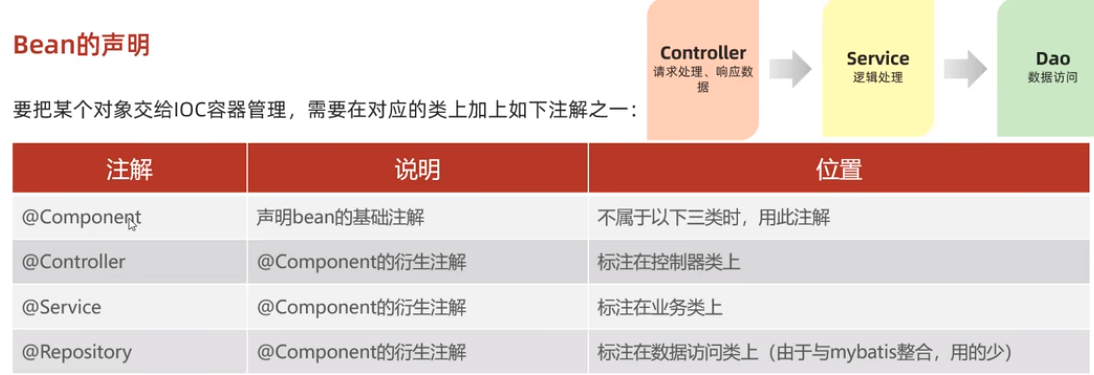 Bean的声明
要把某个对象交给IOC容器管理，需要在对应的类上加上如下注解之一：
Controller
请求处理、响应数
据
Service
逻辑处理
Dao
数据访问
注解 说明 位置
@Component 声明bean的基础注解 不属于以下三类时，用此注解
@Controller @Component的衍生注解 标注在控制器类上
@Service @Component的衍生注解 标注在业务类上
@Repository @Component的衍生注解 标注在数据访问类上（由于与mybatis整合，用的少）